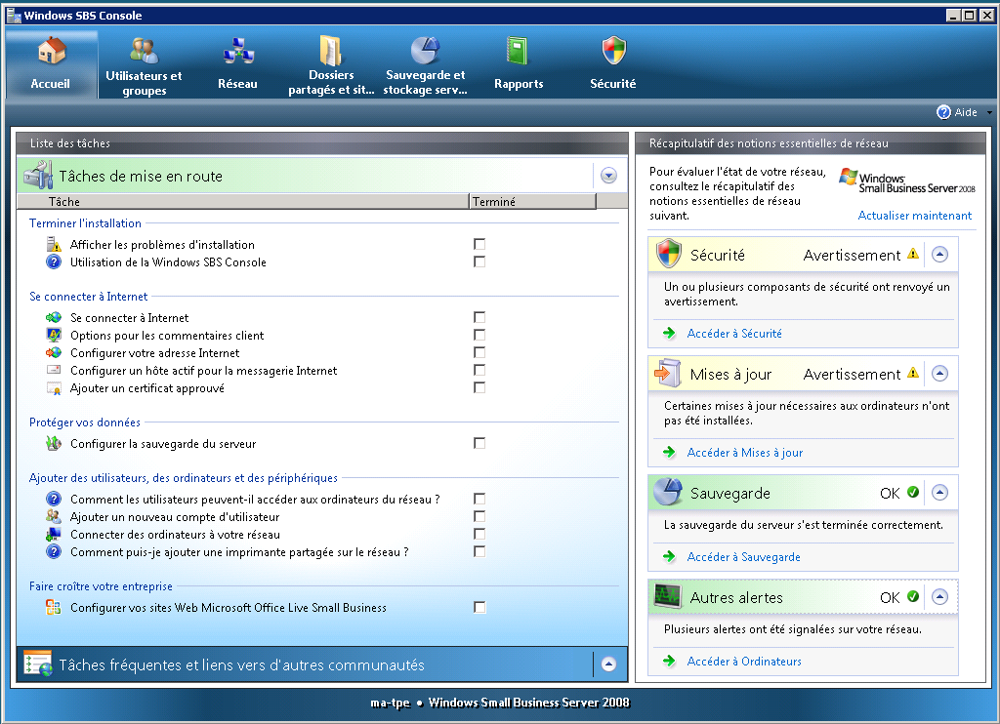 Windows SBS Console
Accueil
Utilisateurs et
groupes
Réseau
Dossiers
partagés et sit...
Sauvegarde et
stockage serv...
Rapports
Sécurité
Aide
Liste des tâches
Tâches de mise en route
Tâche Terminé
Terminer l'installation
Afficher les problèmes d'installation
Utilisation de la Windows SBS Console
Se connecter à Internet
Se connecter à Internet
Options pour les commentaires client
Configurer votre adresse Internet
Configurer un hôte actif pour la messagerie Internet
Ajouter un certificat approuvé
Protéger vos données
Configurer la sauvegarde du serveur
Ajouter des utilisateurs, des ordinateurs et des périphériques
Comment les utilisateurs peuvent-il accéder aux ordinateurs du réseau ?
Ajouter un nouveau compte d'utilisateur
Connecter des ordinateurs à votre réseau
Comment puis-je ajouter une imprimante partagée sur le réseau ?
Faire croître votre entreprise
Configurer vos sites Web Microsoft Office Live Small Business
Tâches fréquentes et liens vers d'autres communautés
Récapitulatif des notions essentielles de réseau
Pour évaluer l'état de votre réseau,
consultez le récapitulatif des
notions essentielles de réseau
suivant.
Windows
Small Business Server 2008
Actualiser maintenant
Sécurité Avertissement
Un ou plusieurs composants de sécurité ont renvoyé un
avertissement.
Accéder à Sécurité
Mises à jour Avertissement
Certaines mises à jour nécessaires aux ordinateurs n'ont
pas été installées.
Accéder à Mises à jour
Sauvegarde OK
La sauvegarde du serveur s'est terminée correctement.
Accéder à Sauvegarde
Autres alertes OK
Plusieurs alertes ont été signalées sur votre réseau.
Accéder à Ordinateurs
ma-tpe • Windows Small Business Server 2008